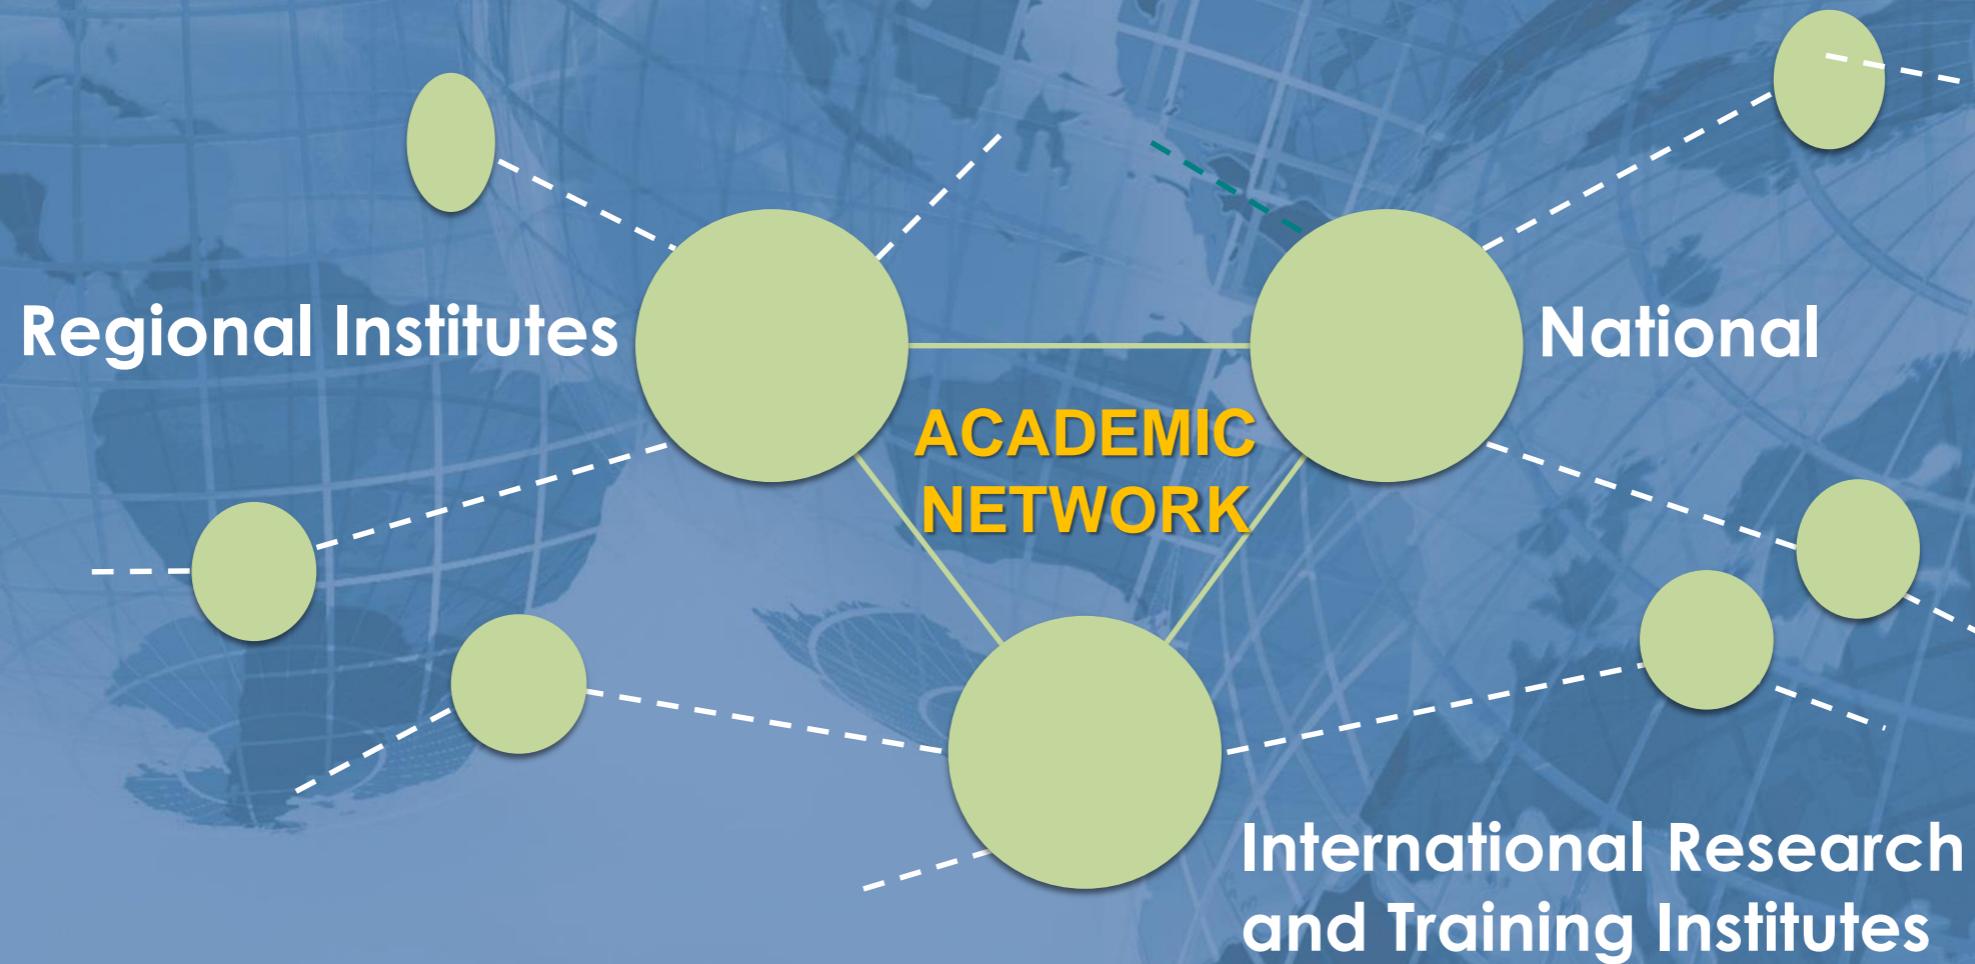 Regional Institutes
National
ACADEMIC
NETWORK
International Research
and Training Institutes